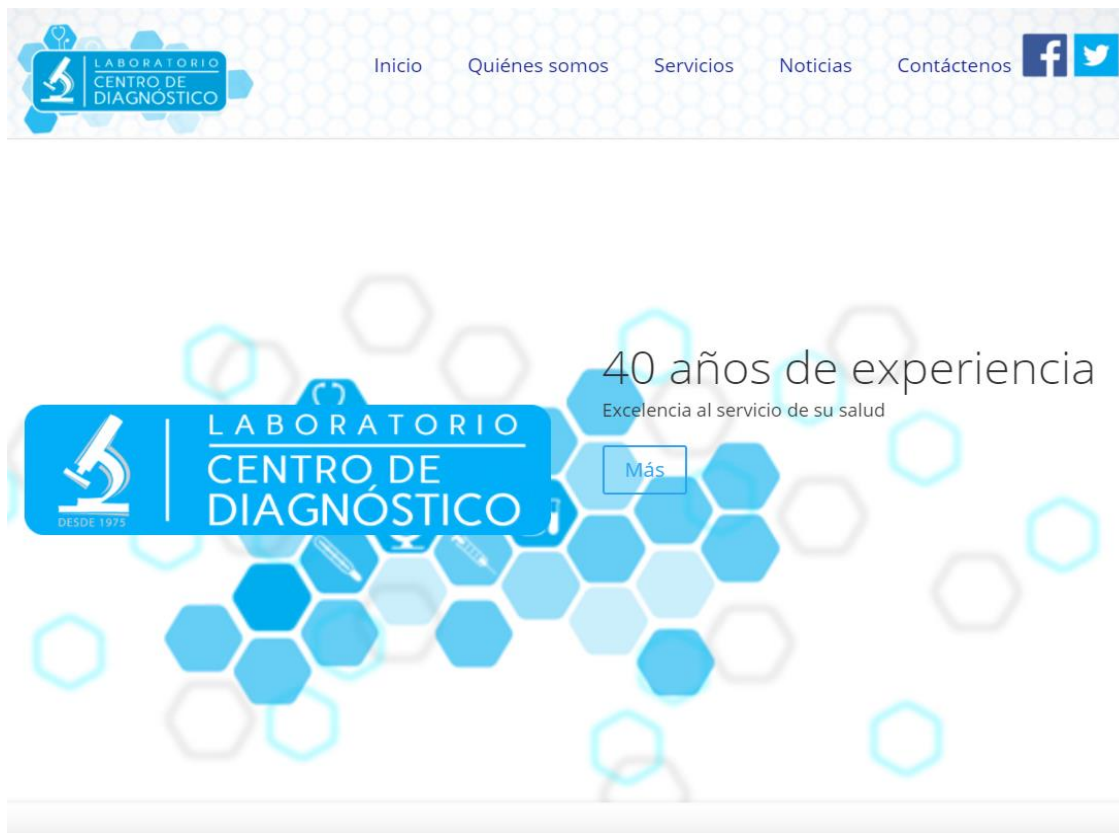 LABORATORIO
CENTRO DE
DIAGNÓSTICO
Inicio Quiénes somos Servicios Noticias Contáctenos
40 años de experiencia
Excelencia al servicio de su salud
Más
LABORATORIO
CENTRO DE
DIAGNÓSTICO
DESDE 1975